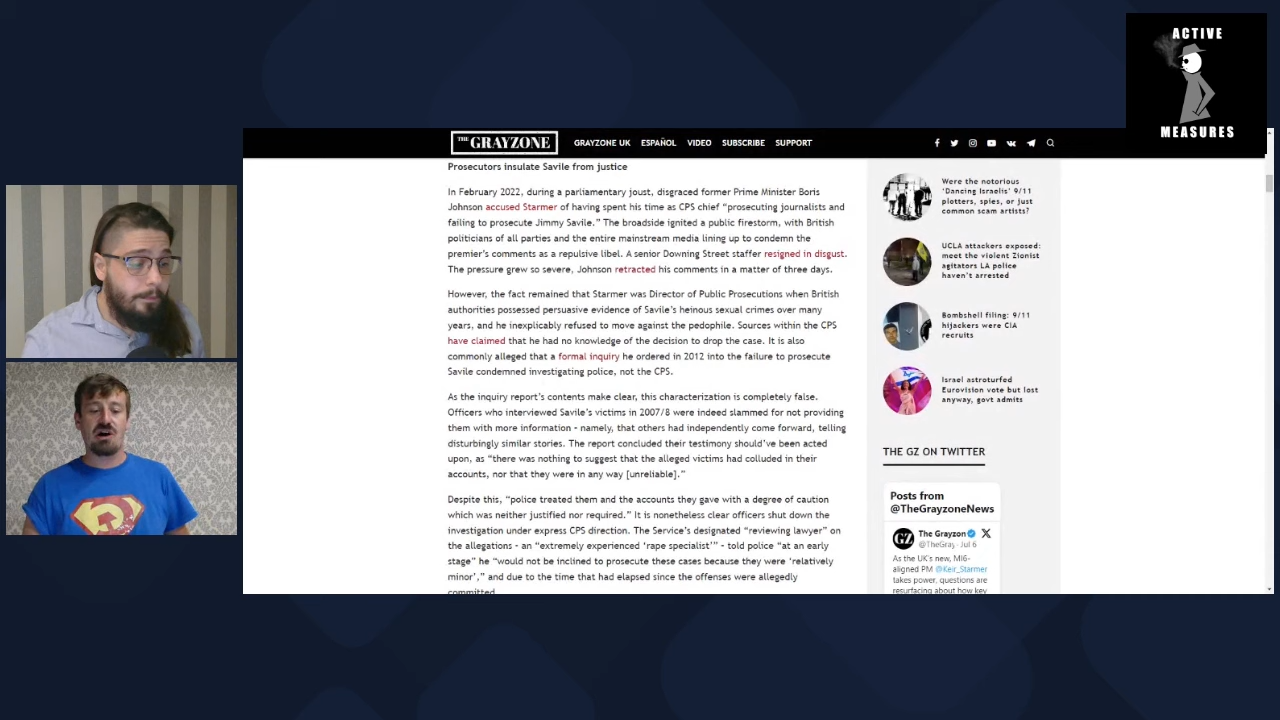 ACTIVE
MEASURES
THE GRAYZONE
GRAYZONE UK ESPAÑOL VIDEO SUBSCRIBE SUPPORT
Prosecutors insulate Savile from justice
In February 2022, during a parliamentary joust, disgraced former Prime Minister Boris
Johnson accused Starmer of having spent his time as CPS chief “prosecuting journalists and
failing to prosecute Jimmy Savile.” The broadside ignited a public firestorm, with British
politicians of all parties and the entire mainstream media lining up to condemn the
premier’s comments as a repulsive libel. A senior Downing Street staffer resigned in disgust.
The pressure grew so severe, Johnson retracted his comments in a matter of three days.
However, the fact remained that Starmer was Director of Public Prosecutions when British
authorities possessed persuasive evidence of Savile’s heinous sexual crimes over many
years, and he inexplicably refused to move against the pedophile. Sources within the CPS
have claimed that he had no knowledge of the decision to drop the case. It is also
commonly alleged that a formal inquiry he ordered in 2012 into the failure to prosecute
Savile condemned investigating police, not the CPS.
As the inquiry report’s contents make clear, this characterization is completely false.
Officers who interviewed Savile’s victims in 2007/8 were indeed slammed for not providing
them with more information – namely, that others had independently come forward, telling
disturbingly similar stories. The report concluded their testimony should’ve been acted
upon, as “there was nothing to suggest that the alleged victims had colluded in their
accounts, nor that they were in any way [unreliable].”
Despite this, “police treated them and the accounts they gave with a degree of caution
which was neither justified nor required.” It is nonetheless clear officers shut down the
investigation under express CPS direction. The Service’s designated “reviewing lawyer” on
the allegations – an “extremely experienced ‘rape specialist’” – told police “at an early
stage” he “would not be inclined to prosecute these cases because they were ‘relatively
minor’,” and due to the time that had elapsed since the offenses were allegedly
committed.
Were the notorious
‘Dancing Israelis’ 9/11
plotters, spies, or just
common scam artists?
UCLA attackers exposed:
meet the violent Zionist
agitators LA police
haven’t arrested
Bombshell filing: 9/11
hijackers were CIA
recruits
Israel astroturfed
Eurovision vote but lost
anyway, govt admits
THE GZ ON TWITTER
Posts from
@TheGrayzoneNews
GZ
The Grayzon
@TheGray · Jul 6
As the UK's new, MI6-
aligned PM @Keir_Starmer
takes power, questions are
resurfacing about how key